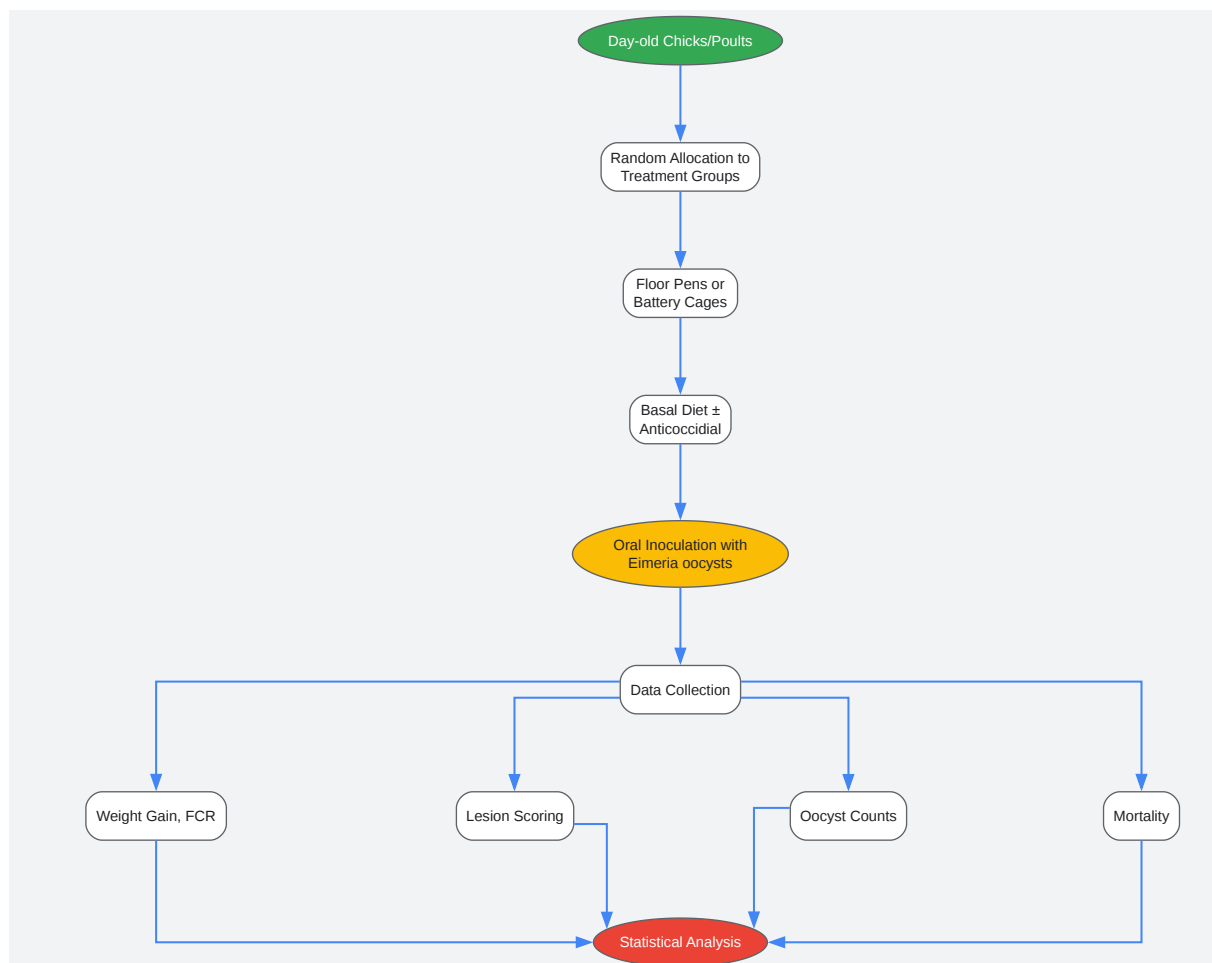 Day-old Chicks/Poults
Random Allocation to
Treatment Groups
Floor Pens or
Battery Cages
Basal Diet ±
Anticoccidial
Oral Inoculation with
Eimeria oocysts
Data Collection
Weight Gain, FCR
Lesion Scoring
Oocyst Counts
Mortality
Statistical Analysis